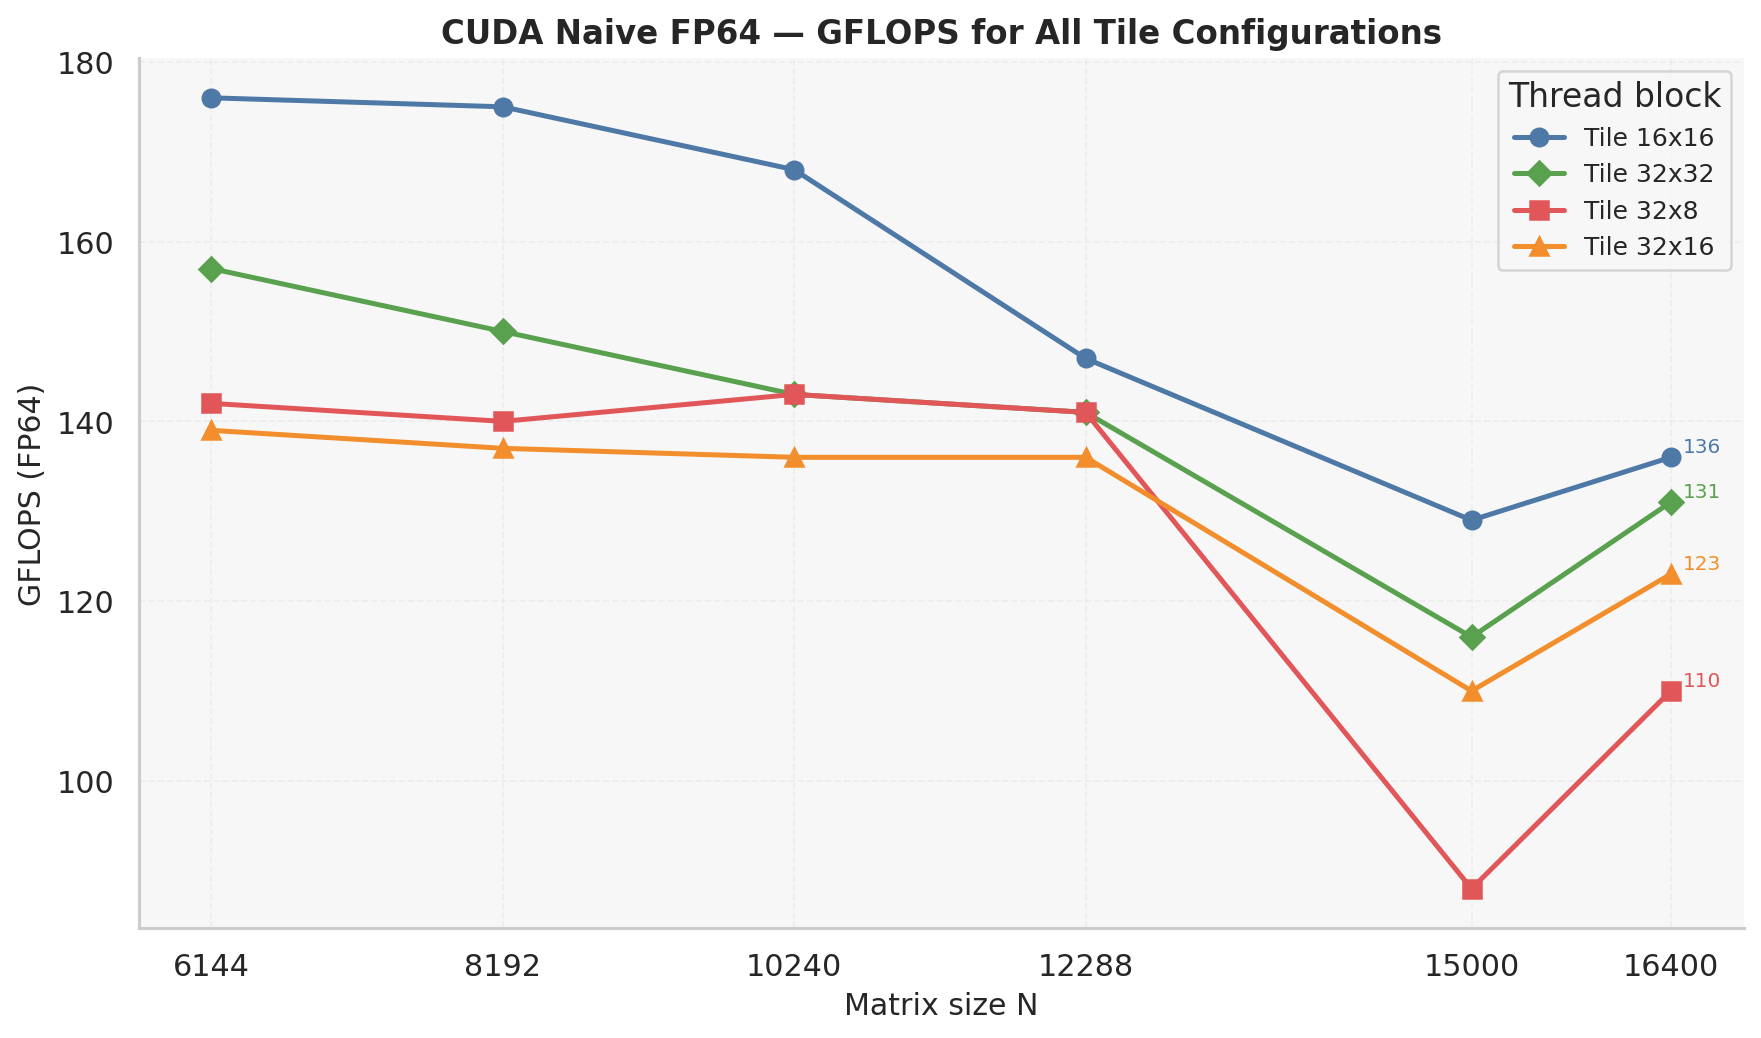 CUDA Naive FP64 — GFLOPS for All Tile Configurations
180
160
140
120
100
GFLOPS (FP64)
Thread block
Tile 16x16
Tile 32x32
Tile 32x8
Tile 32x16
136
131
123
110
6144 8192 10240 12288 15000 16400
Matrix size N